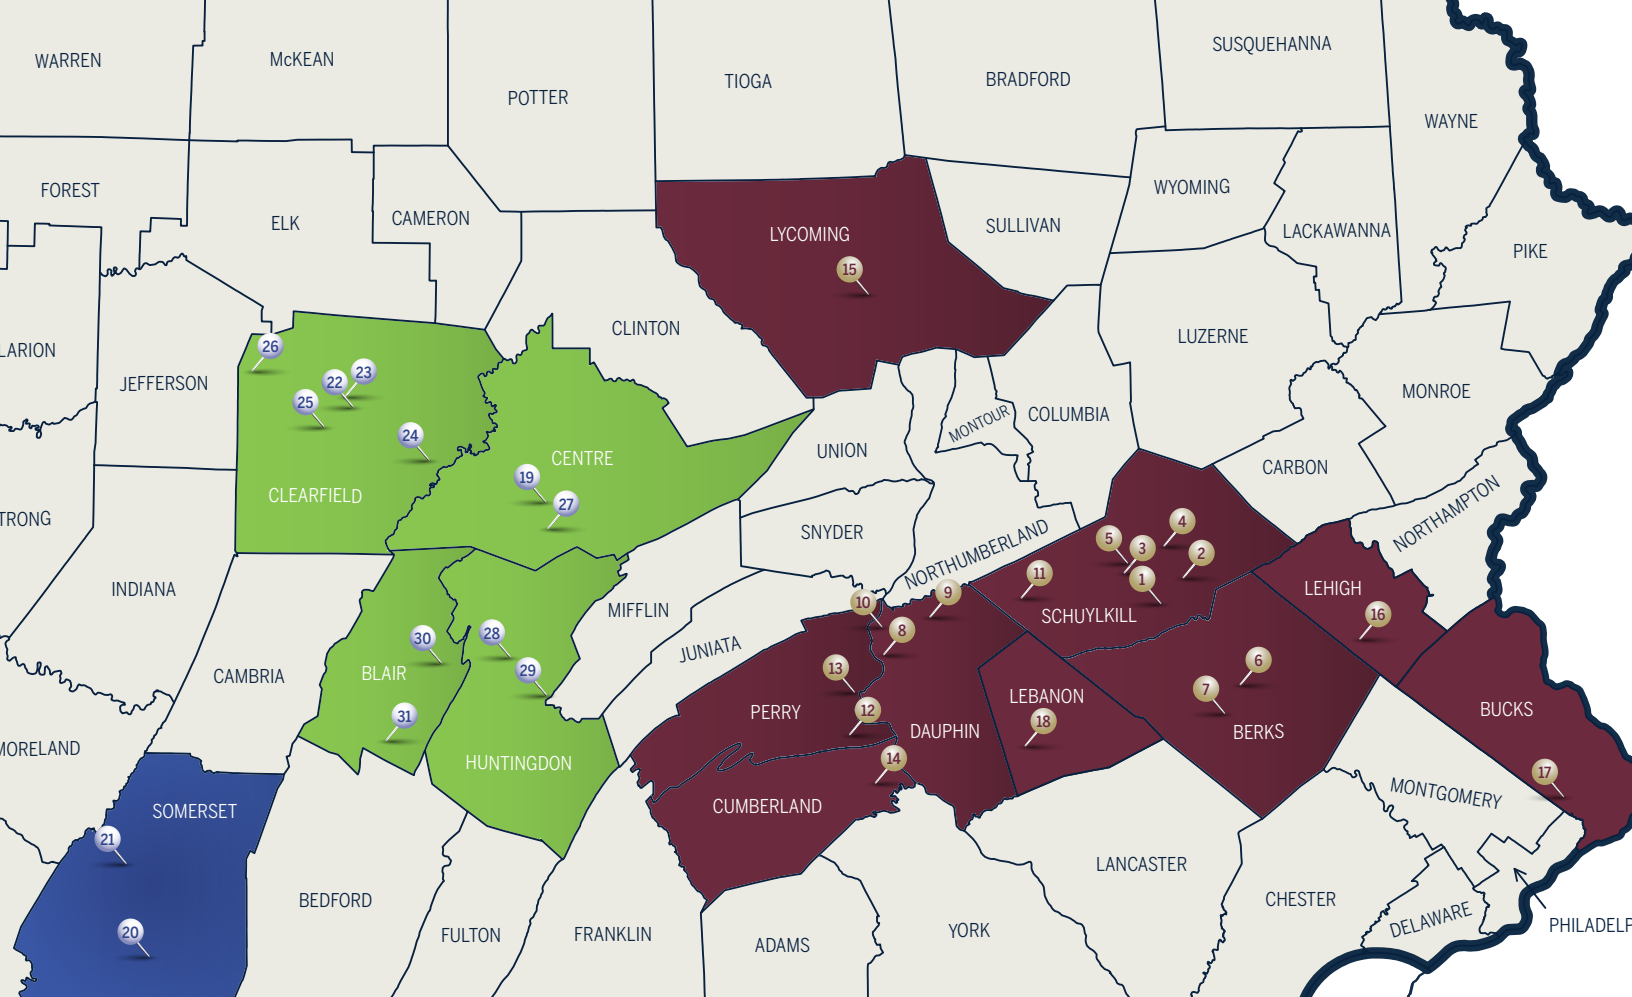 SUSQUEHANNA
WARREN
McKEAN
TIOGA
BRADFORD
POTTER
WAYNE
FOREST
WYOMING
ELK
CAMERON
SULLIVAN
LACKAWANNA
LYCOMING
PIKE
15
CLINTON
LUZERNE
26
LARION
JEFFERSON
23
22
MONROE
25
COLUMBIA
MONTOUR
24
UNION
CENTRE
CARBON
19
CLEARFIELD
27
NORTHAMPTON
TRONG
4
SNYDER
5
3
2
NORTHUMBERLAND
11
1
INDIANA
LEHIGH
9
10
MIFFLIN
SCHUYLKILL
16
8
28
30
JUNIATA
6
13
29
BLAIR
CAMBRIA
7
LEBANON
12
PERRY
BUCKS
31
18
DAUPHIN
BERKS
MORELAND
14
HUNTINGDON
17
MONTGOMERY
CUMBERLAND
SOMERSET
21
LANCASTER
BEDFORD
CHESTER
DELAWARE
PHILADELP
20
FULTON
FRANKLIN
YORK
ADAMS